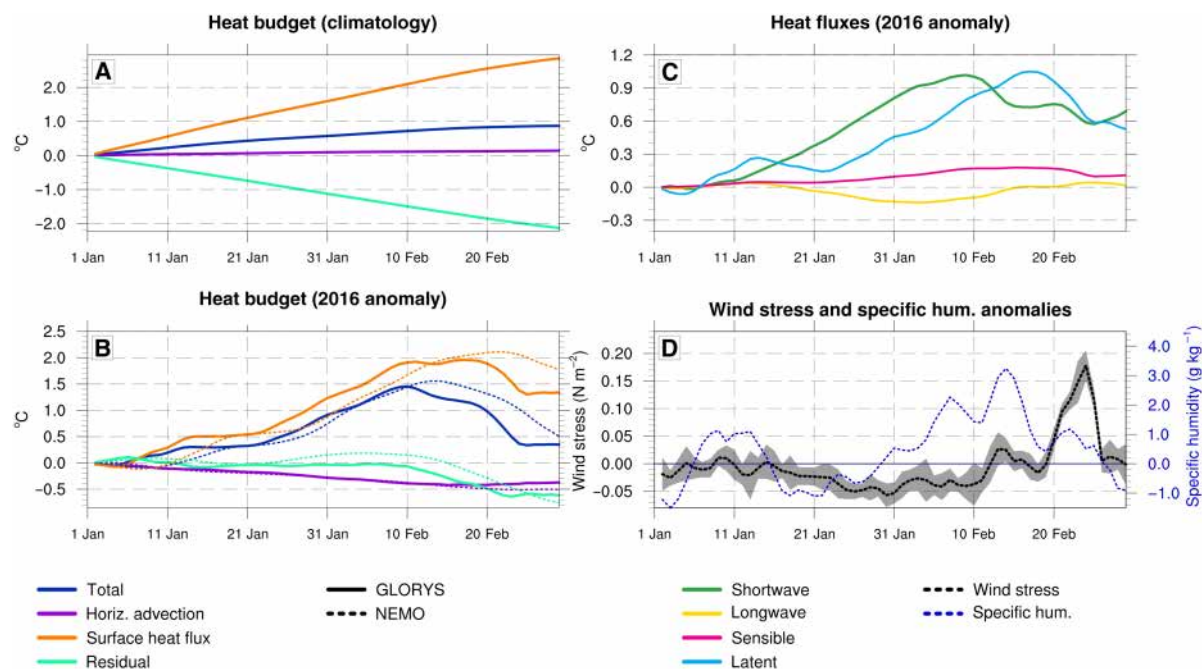 Heat budget (climatology)
A
°C
2.0
1.0
0.0
−1.0
−2.0
1 Jan 11 Jan 21 Jan 31 Jan 10 Feb 20 Feb
Heat fluxes (2016 anomaly)
C
°C
1.2
0.9
0.6
0.3
0.0
−0.3
1 Jan 11 Jan 21 Jan 31 Jan 10 Feb 20 Feb
Heat budget (2016 anomaly)
B
°C
2.5
2.0
1.5
1.0
0.5
0.0
−0.5
1 Jan 11 Jan 21 Jan 31 Jan 10 Feb 20 Feb
Wind stress and specific hum. anomalies
D
Wind stress (N m⁻²)
0.20
0.15
0.10
0.05
0.00
−0.05
4.0
3.0
2.0
1.0
0.0
−1.0
Specific humidity (g kg⁻¹)
1 Jan 11 Jan 21 Jan 31 Jan 10 Feb 20 Feb
Total
Horiz. advection
Surface heat flux
Residual
GLORYS
NEMO
Shortwave
Longwave
Sensible
Latent
Wind stress
Specific hum.